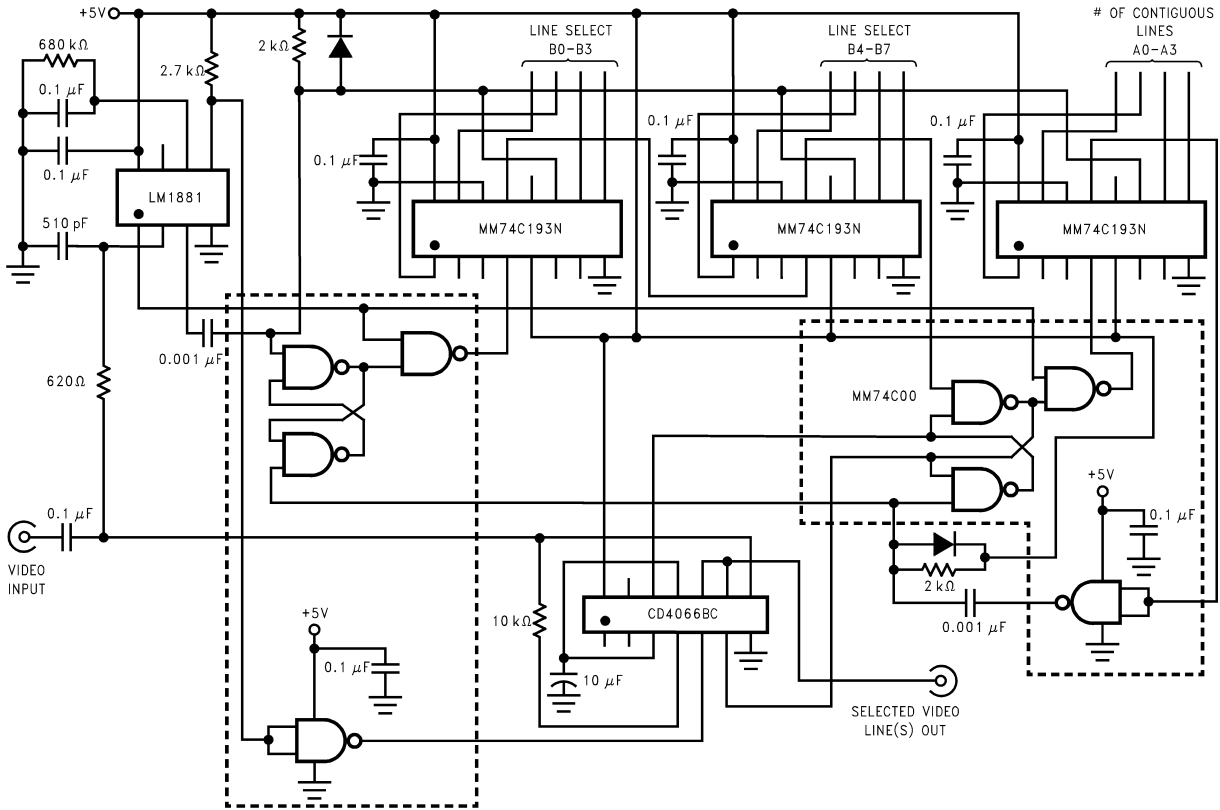 +5V
680 kΩ
0.1 μF
0.1 μF
2.7 kΩ
2 kΩ
LM1881
510 pF
620Ω
0.001 μF
LINE SELECT
B0-B3
LINE SELECT
B4-B7
# OF CONTIGUOUS
LINES
A0-A3
0.1 μF
0.1 μF
0.1 μF
MM74C193N
MM74C193N
MM74C193N
MM74C00
0.1 μF
VIDEO
INPUT
+5V
0.1 μF
10 kΩ
CD4066BC
10 μF
2 kΩ
0.001 μF
+5V
0.1 μF
SELECTED VIDEO
LINE(S) OUT